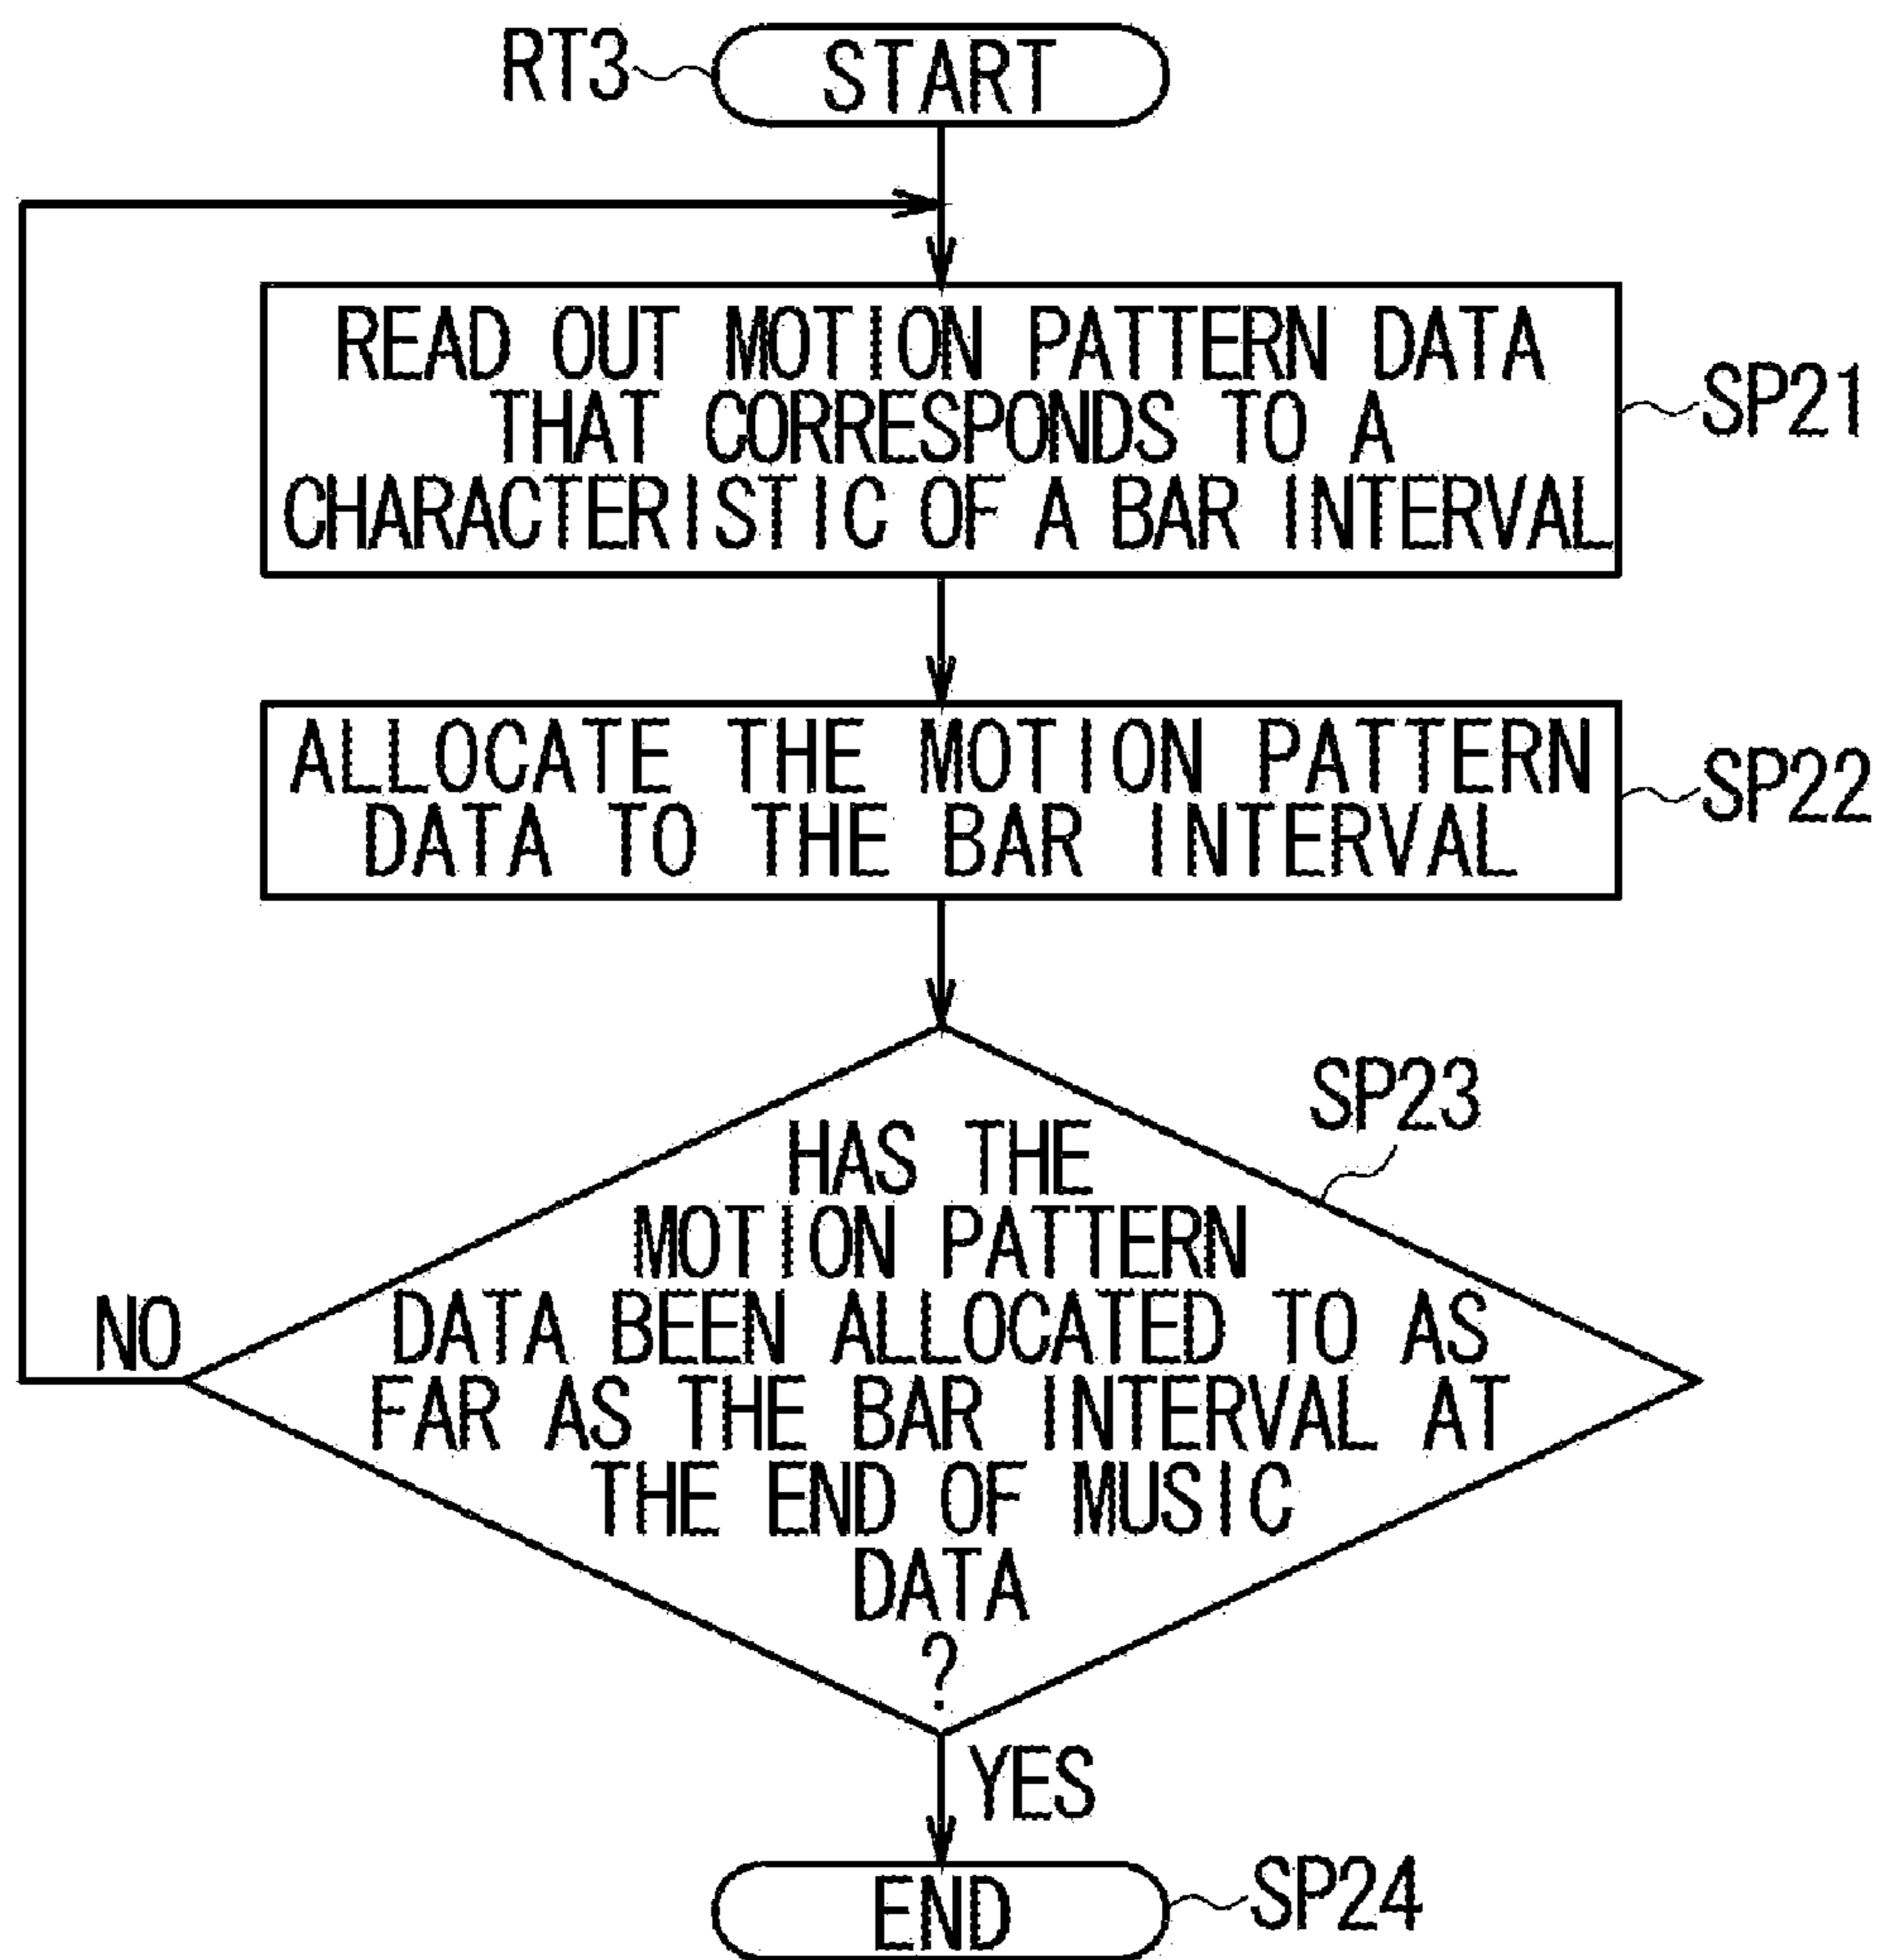 RT3
START
READ OUT MOTION PATTERN DATA
THAT CORRESPONDS TO A
CHARACTERISTIC OF A BAR INTERVAL
SP21
ALLOCATE THE MOTION PATTERN
DATA TO THE BAR INTERVAL
SP22
SP23
HAS THE
MOTION PATTERN
DATA BEEN ALLOCATED TO AS
FAR AS THE BAR INTERVAL AT
THE END OF MUSIC
DATA
?
NO
YES
END
SP24